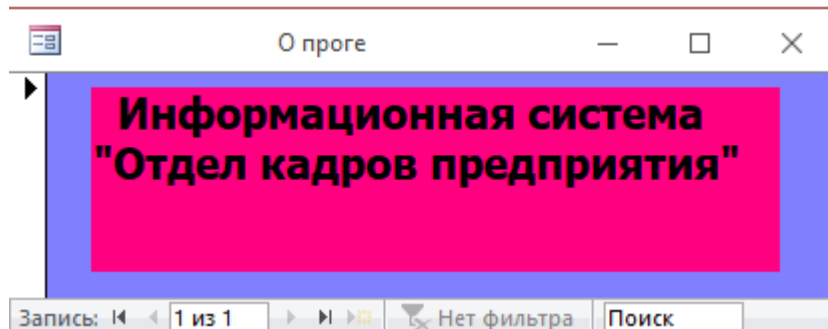 О проге
Информационная система
"Отдел кадров предприятия"
Запись: 1 из 1 Нет фильтра Поиск